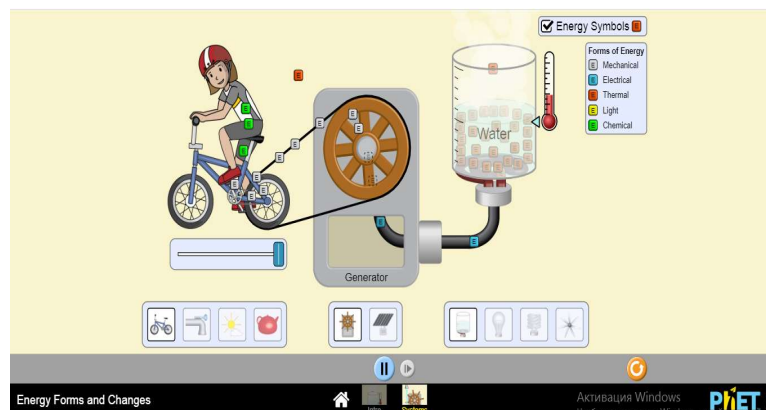 Energy Symbols E
Forms of Energy
E Mechanical
E Electrical
E Thermal
E Light
E Chemical
Water
Generator
Energy Forms and Changes
Intro
Systems
Активация Windows
PhET